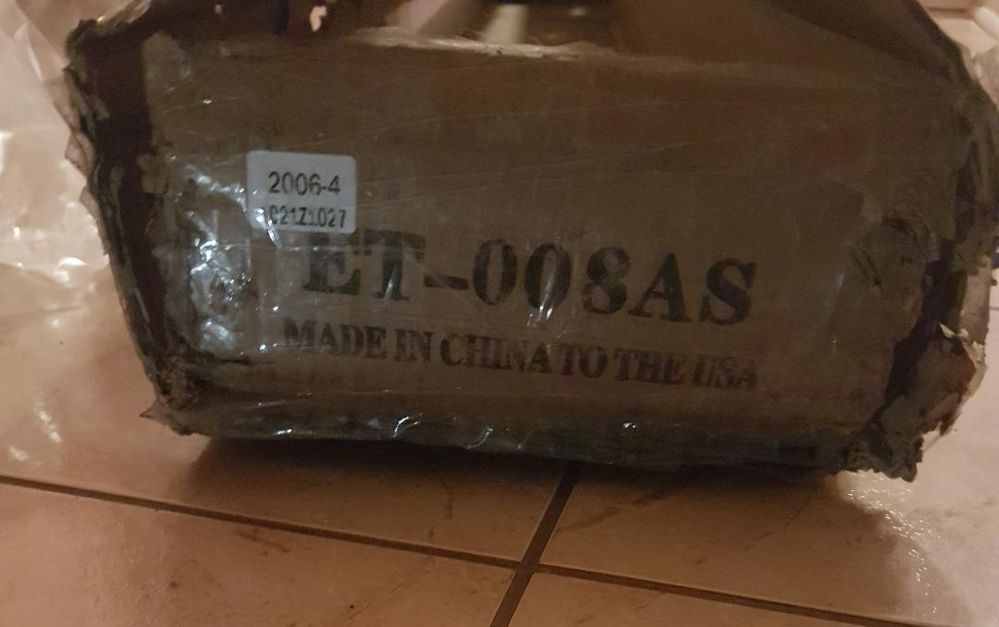 2006-4
021Z1027
ET-008AS
MADE IN CHINA TO THE USA